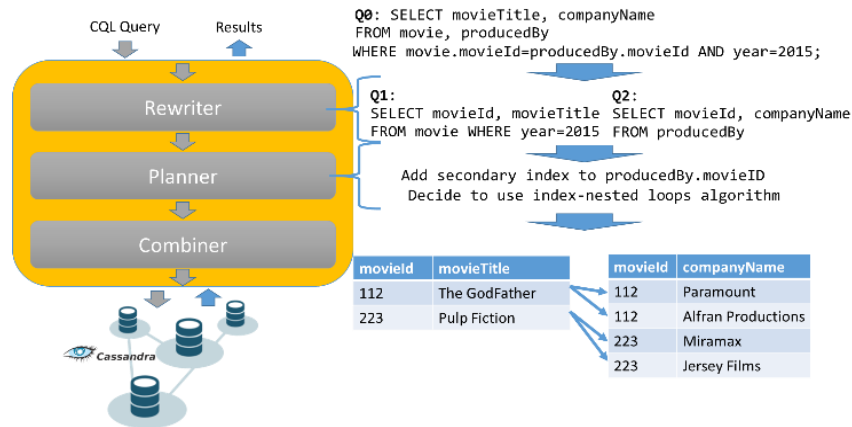 CQL Query
Results
Rewriter
Planner
Combiner
Cassandra
Q0: SELECT movieTitle, companyName
FROM movie, producedBy
WHERE movie.movieId=producedBy.movieId AND year=2015;
Q1:
SELECT movieId, movieTitle
FROM movie WHERE year=2015
Q2:
SELECT movieId, companyName
FROM producedBy
Add secondary index to producedBy.movieID
Decide to use index-nested loops algorithm
movieId movieTitle
112 The GodFather
223 Pulp Fiction
movieId companyName
112 Paramount
112 Alfran Productions
223 Miramax
223 Jersey Films